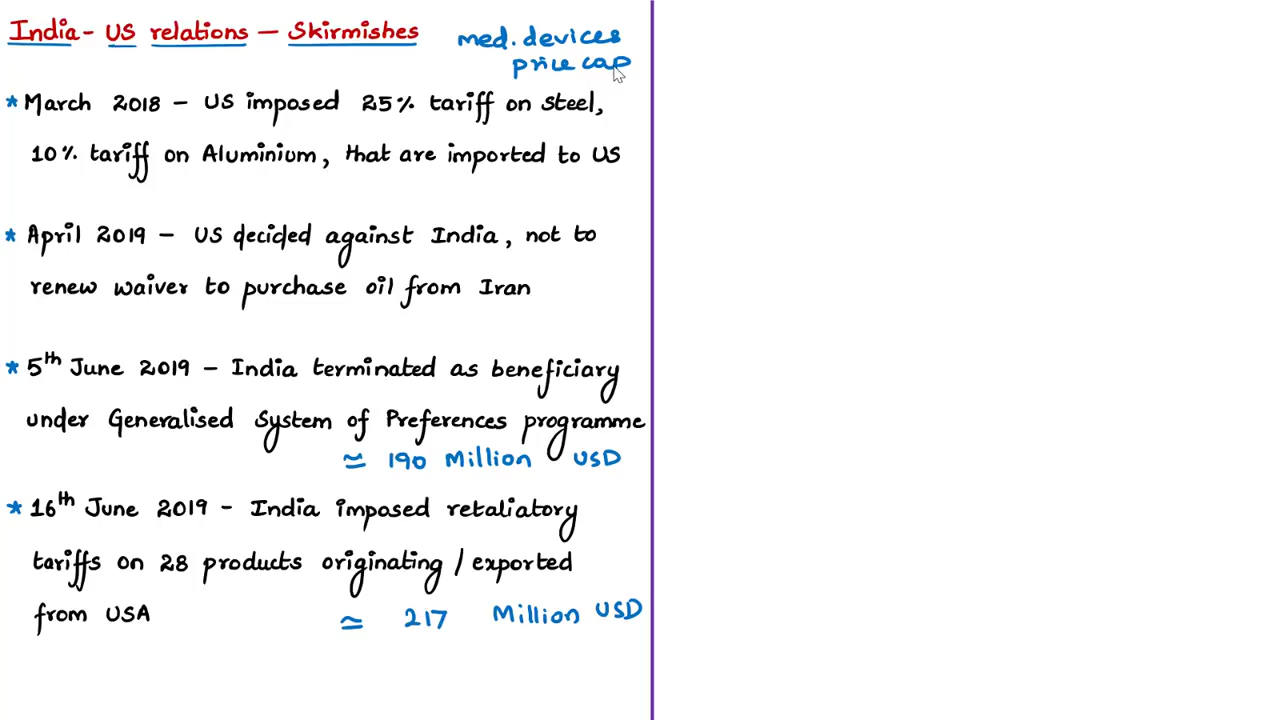 India- US relations — Skirmishes
med. devices
price cap
* March 2018 – US imposed 25% tariff on steel,
10% tariff on Aluminium, that are imported to US
* April 2019 – US decided against India, not to
renew waiver to purchase oil from Iran
* 5th June 2019 – India terminated as beneficiary
under Generalised System of Preferences programme
≃ 190 Million USD
* 16th June 2019 - India imposed retaliatory
tariffs on 28 products originating / exported
from USA
≃ 217 Million USD